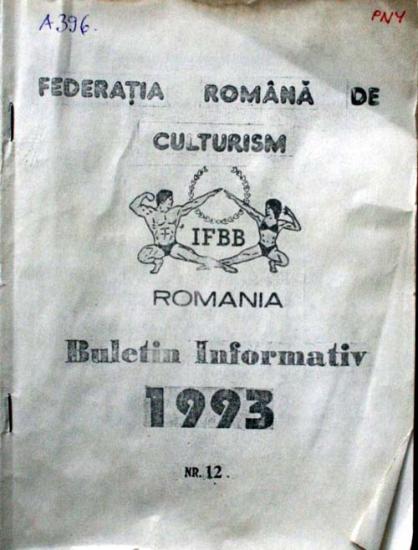 A396.
PNY
FEDERAȚIA ROMÂNĂ DE
CULTURISM
IFBB
ROMANIA
Buletin Informativ
1993
NR. 12.